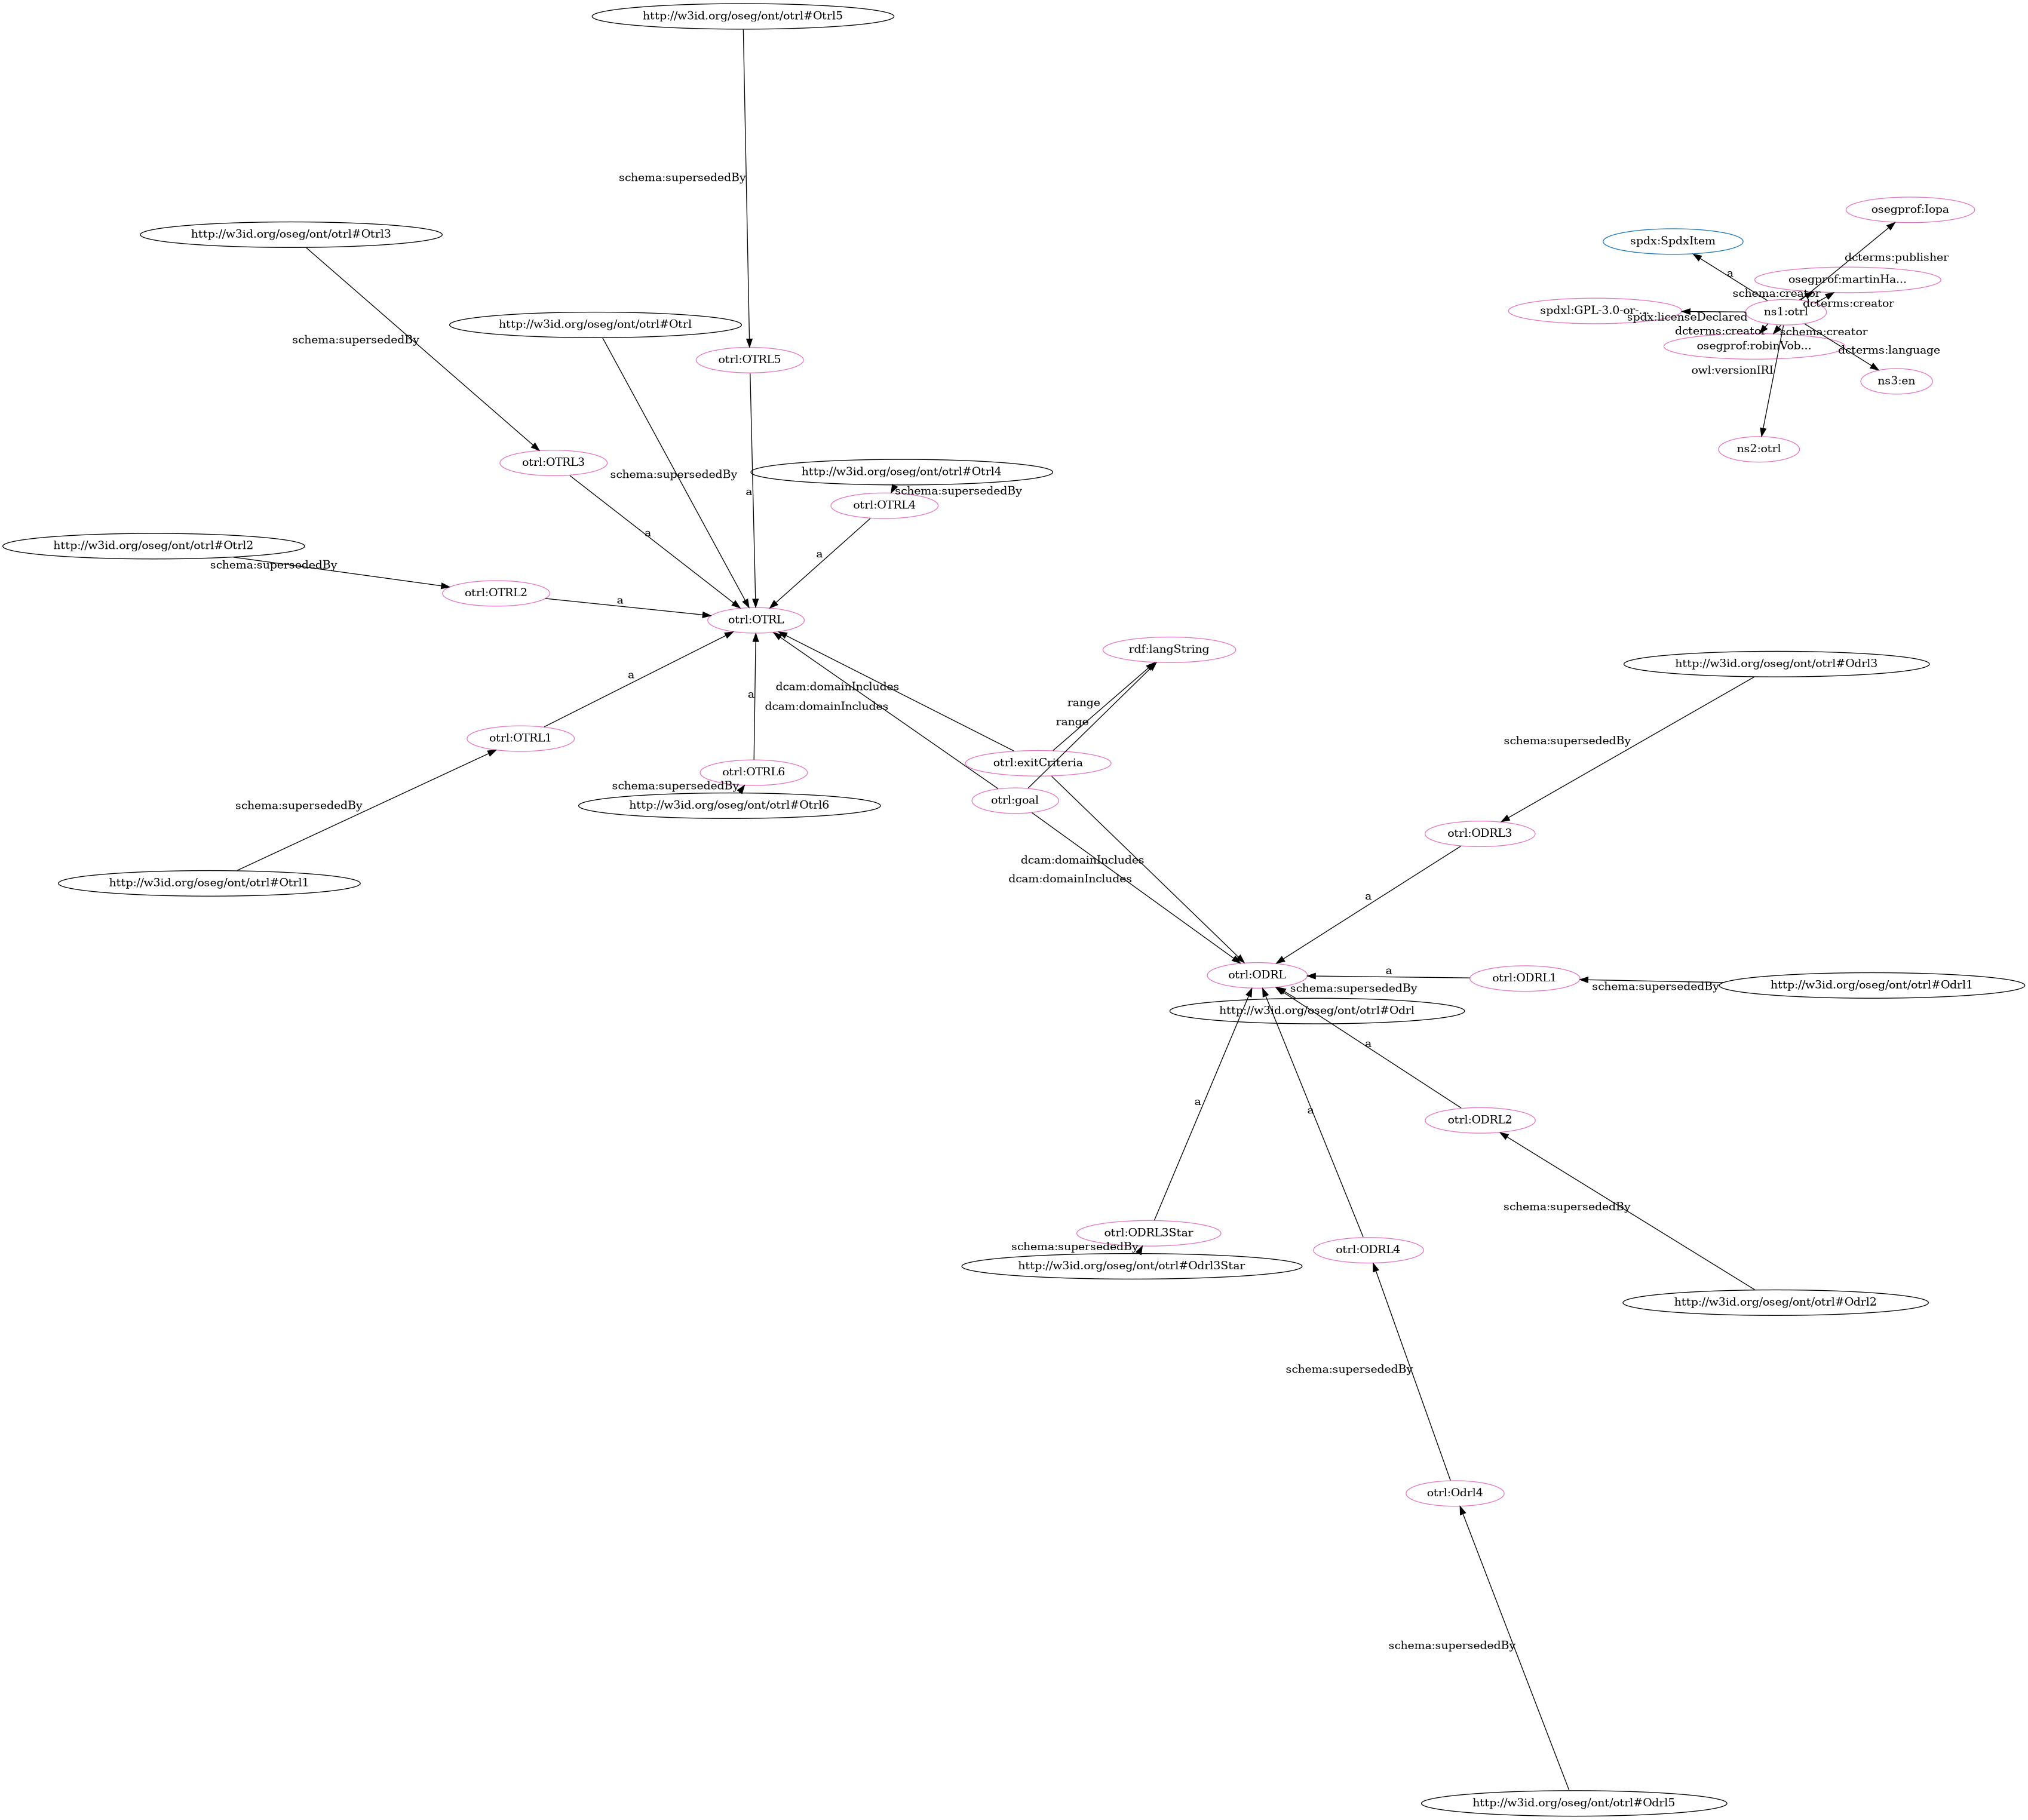 http://w3id.org/oseg/ont/otrl#Otrl5
schema:supersededBy
osegprof:Iopa
http://w3id.org/oseg/ont/otrl#Otrl3
spdx:SpdxItem
dcterms:publisher
a
osegprof:martinHa...
schema:creator
dcterms:creator
spdxl:GPL-3.0-or-...
ns1:otrl
spdx:licenseDeclared
http://w3id.org/oseg/ont/otrl#Otrl
dcterms:creator
schema:creator
schema:supersededBy
osegprof:robinVob...
dcterms:language
otrl:OTRL5
owl:versionIRI
ns3:en
ns2:otrl
otrl:OTRL3
http://w3id.org/oseg/ont/otrl#Otrl4
schema:supersededBy
a
schema:supersededBy
otrl:OTRL4
a
http://w3id.org/oseg/ont/otrl#Otrl2
a
schema:supersededBy
otrl:OTRL2
a
otrl:OTRL
rdf:langString
http://w3id.org/oseg/ont/otrl#Odrl3
a
dcam:domainIncludes
a
range
dcam:domainIncludes
range
otrl:OTRL1
schema:supersededBy
otrl:exitCriteria
otrl:OTRL6
schema:supersededBy
otrl:goal
schema:supersededBy
http://w3id.org/oseg/ont/otrl#Otrl6
otrl:ODRL3
dcam:domainIncludes
dcam:domainIncludes
http://w3id.org/oseg/ont/otrl#Otrl1
a
otrl:ODRL
a
otrl:ODRL1
schema:supersededBy
schema:supersededBy
http://w3id.org/oseg/ont/otrl#Odrl1
http://w3id.org/oseg/ont/otrl#Odrl
a
a
a
otrl:ODRL2
schema:supersededBy
otrl:ODRL3Star
schema:supersededBy
otrl:ODRL4
http://w3id.org/oseg/ont/otrl#Odrl3Star
http://w3id.org/oseg/ont/otrl#Odrl2
schema:supersededBy
otrl:Odrl4
schema:supersededBy
http://w3id.org/oseg/ont/otrl#Odrl5